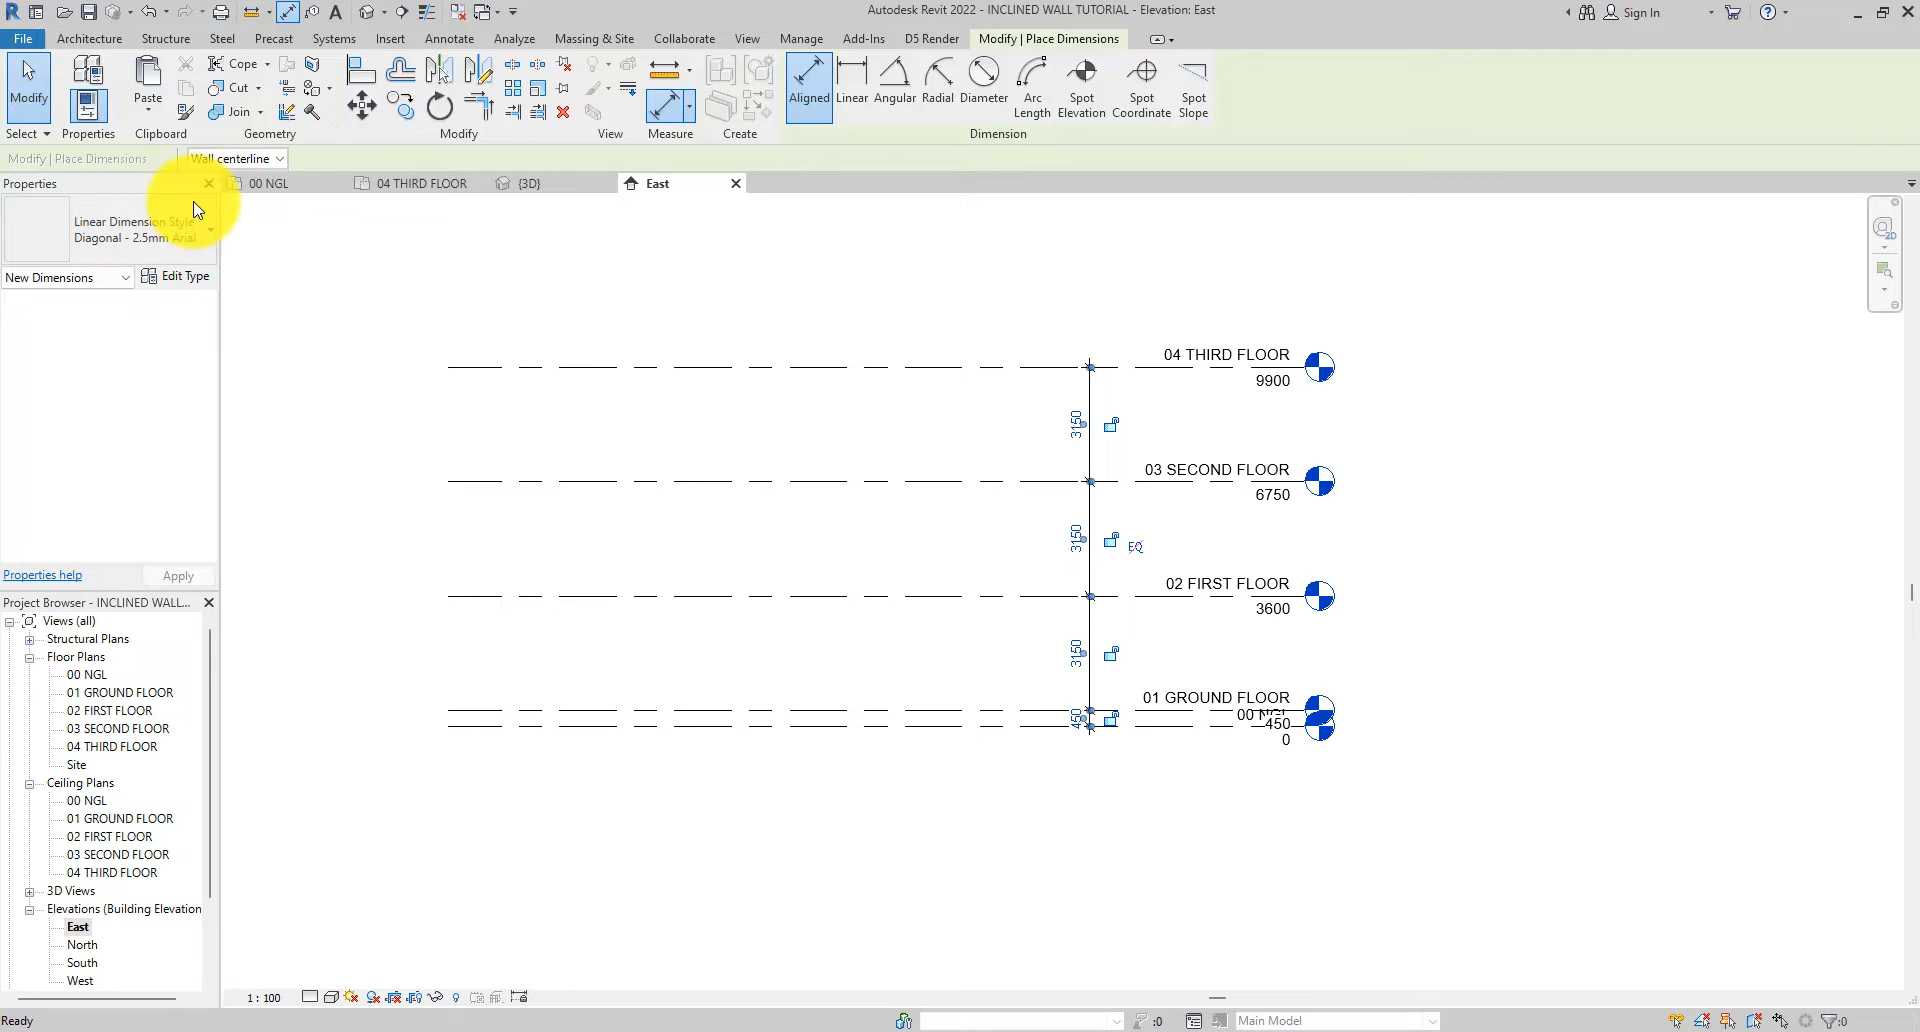 Autodesk Revit 2022 - INCLINED WALL TUTORIAL - Elevation: East
Sign In
File Architecture Structure Steel Precast Systems Insert Annotate Analyze Massing & Site Collaborate View Manage Add-Ins D5 Render Modify | Place Dimensions
Modify
Paste
Cope
Cut
Join
Aligned Linear Angular Radial Diameter Arc Length Spot Elevation Spot Coordinate Spot Slope
Select Properties Clipboard Geometry Modify View Measure Create Dimension
Modify | Place Dimensions
Wall centerline
Properties
00 NGL
04 THIRD FLOOR
{3D}
East
Linear Dimension Style
Diagonal - 2.5mm Arial
New Dimensions
Edit Type
2D
04 THIRD FLOOR
9900
3150
03 SECOND FLOOR
6750
3150
EQ
02 FIRST FLOOR
3600
3150
01 GROUND FLOOR
00 NGL
450
450
0
Properties help
Apply
Project Browser - INCLINED WALL...
Views (all)
Structural Plans
Floor Plans
00 NGL
01 GROUND FLOOR
02 FIRST FLOOR
03 SECOND FLOOR
04 THIRD FLOOR
Site
Ceiling Plans
00 NGL
01 GROUND FLOOR
02 FIRST FLOOR
03 SECOND FLOOR
04 THIRD FLOOR
3D Views
Elevations (Building Elevation
East
North
South
West
1 : 100
Ready
:0
Main Model
:0